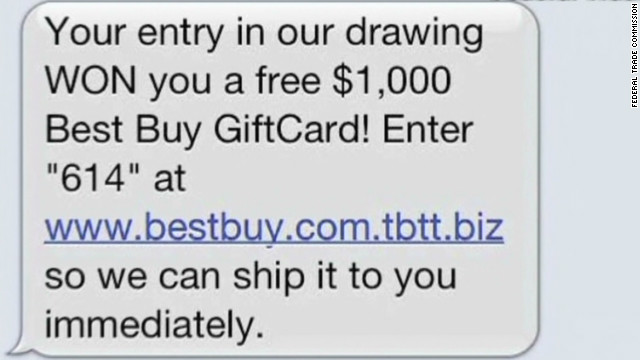 Your entry in our drawing
WON you a free $1,000
Best Buy GiftCard! Enter
"614" at
www.bestbuy.com.tbtt.biz
so we can ship it to you
immediately.
FEDERAL TRADE COMMISSION